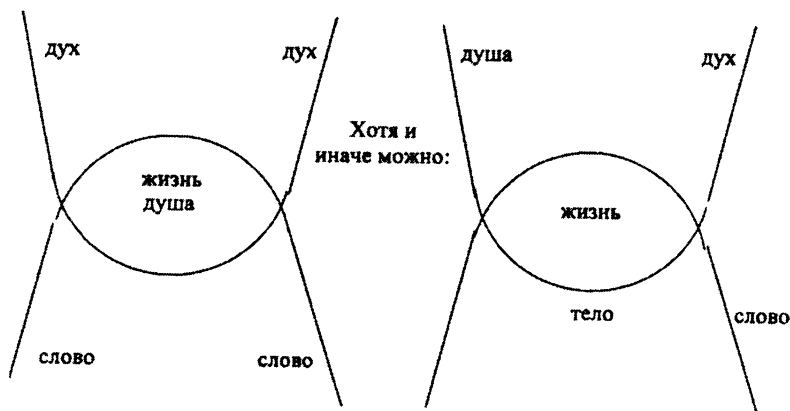 дух
дух
жизнь
душа
слово
слово
Хотя и
иначе можно:
душа
дух
жизнь
тело
слово